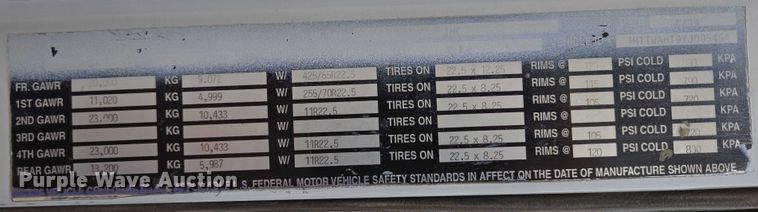 FR. GAWR 20,000 KG 9,072 W/ 425/65R22.5 TIRES ON 22.5 x 12.25 RIMS @ PSI COLD KPA
1ST GAWR 11,020 KG 4,999 W/ 255/70R22.5 TIRES ON 22.5 x 8.25 RIMS @ 115 PSI COLD 790 KPA
2ND GAWR 23,000 KG 10,433 W/ 11R22.5 TIRES ON 22.5 x 8.25 RIMS @ 105 PSI COLD 720 KPA
3RD GAWR KG W/ TIRES ON RIMS @ PSI COLD KPA
4TH GAWR 23,000 KG 10,433 W/ 11R22.5 TIRES ON 22.5 x 8.25 RIMS @ 105 PSI COLD 720 KPA
REAR GAWR 13,200 KG 5,987 W/ 11R22.5 TIRES ON 22.5 x 8.25 RIMS @ 120 PSI COLD 830 KPA
U.S. FEDERAL MOTOR VEHICLE SAFETY STANDARDS IN AFFECT ON THE DATE OF MANUFACTURE SHOWN ABOVE
Purple Wave Auction